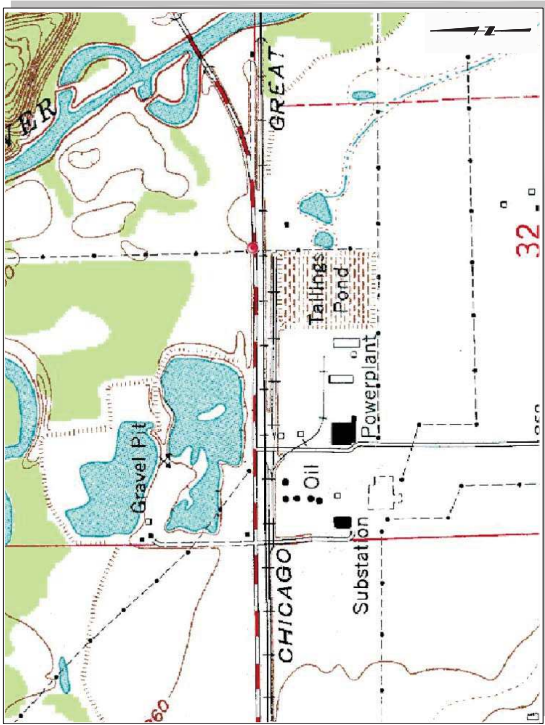 N
GREAT
VER
32
Tailings
Pond
Powerplant
Gravel Pit
Oil
Substation
CHICAGO